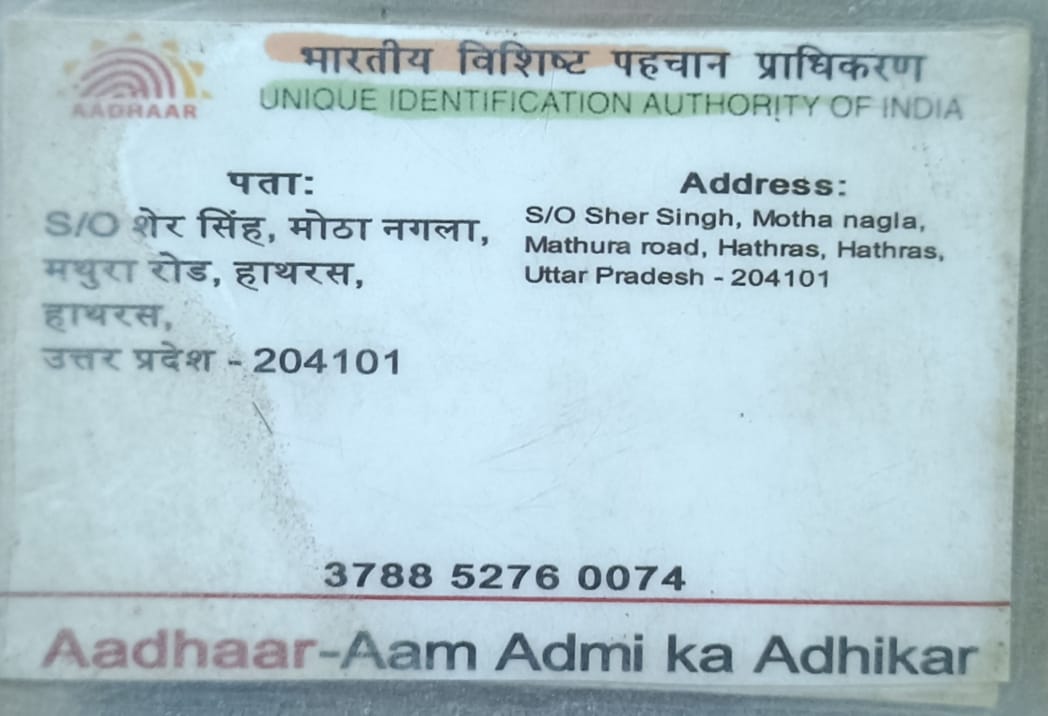 भारतीय विशिष्ट पहचान प्राधिकरण
UNIQUE IDENTIFICATION AUTHORITY OF INDIA
AADHAAR
पता:
S/O शेर सिंह, मोठा नगला,
मथुरा रोड, हाथरस,
हाथरस,
उत्तर प्रदेश - 204101
Address:
S/O Sher Singh, Motha nagla,
Mathura road, Hathras, Hathras,
Uttar Pradesh - 204101
3788 5276 0074
Aadhaar-Aam Admi ka Adhikar